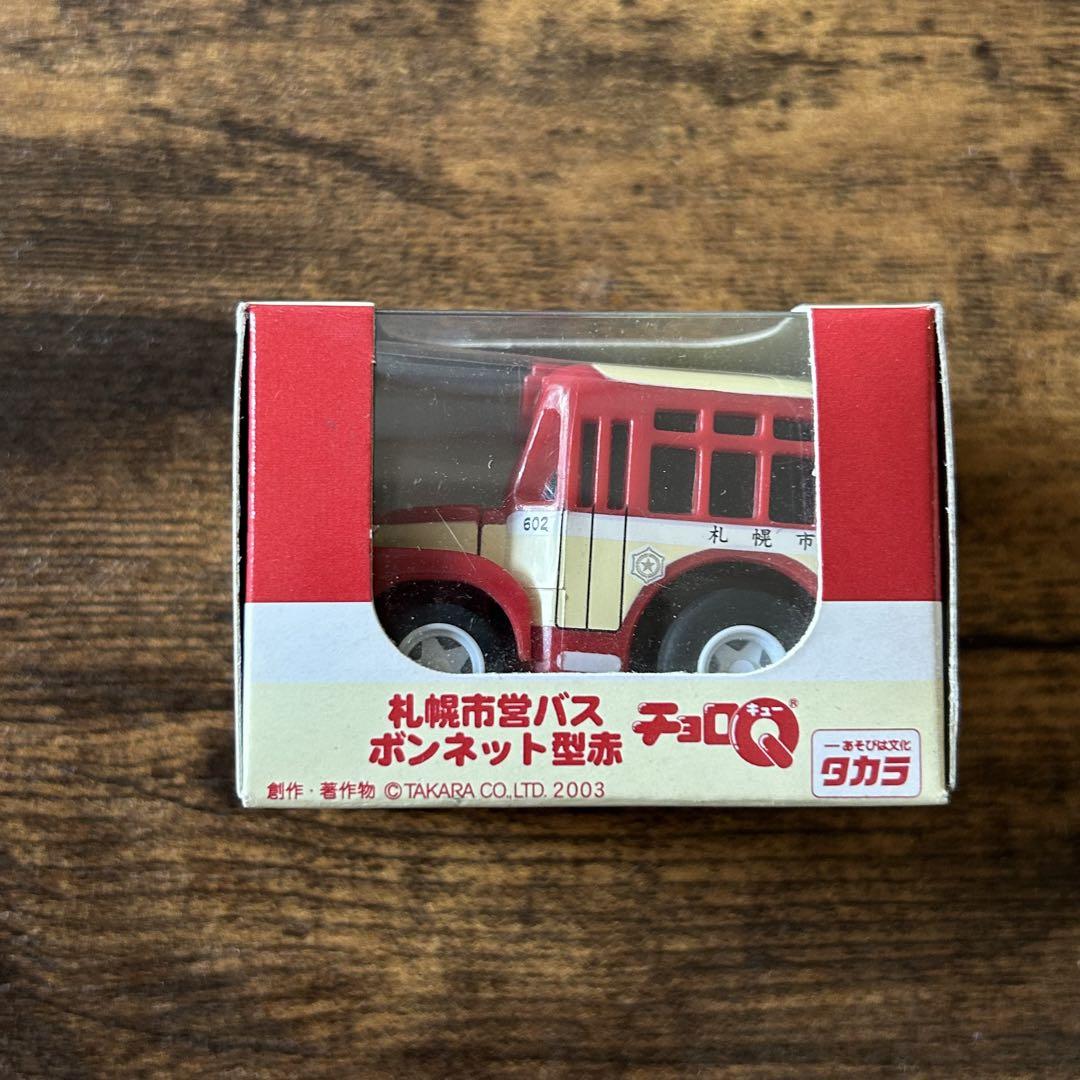 602
札幌市
札幌市営バス
ボンネット型赤
チョロQ
キュー
®
―あそびは文化
タカラ
創作・著作物 ©TAKARA CO.,LTD. 2003